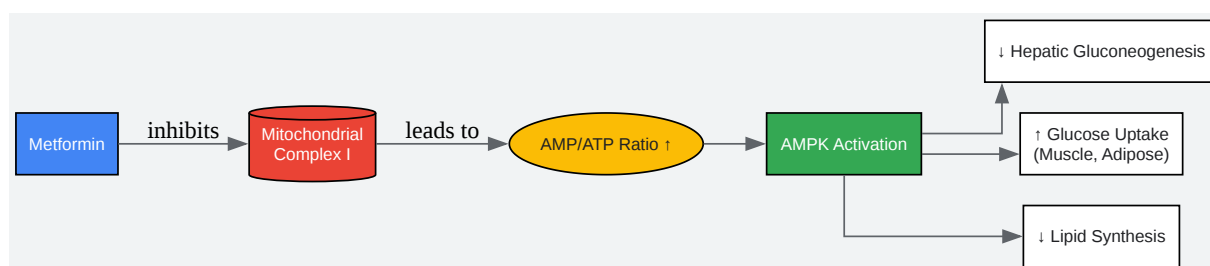 Metformin
inhibits
Mitochondrial
Complex I
leads to
AMP/ATP Ratio ↑
AMPK Activation
↓ Hepatic Gluconeogenesis
↑ Glucose Uptake
(Muscle, Adipose)
↓ Lipid Synthesis